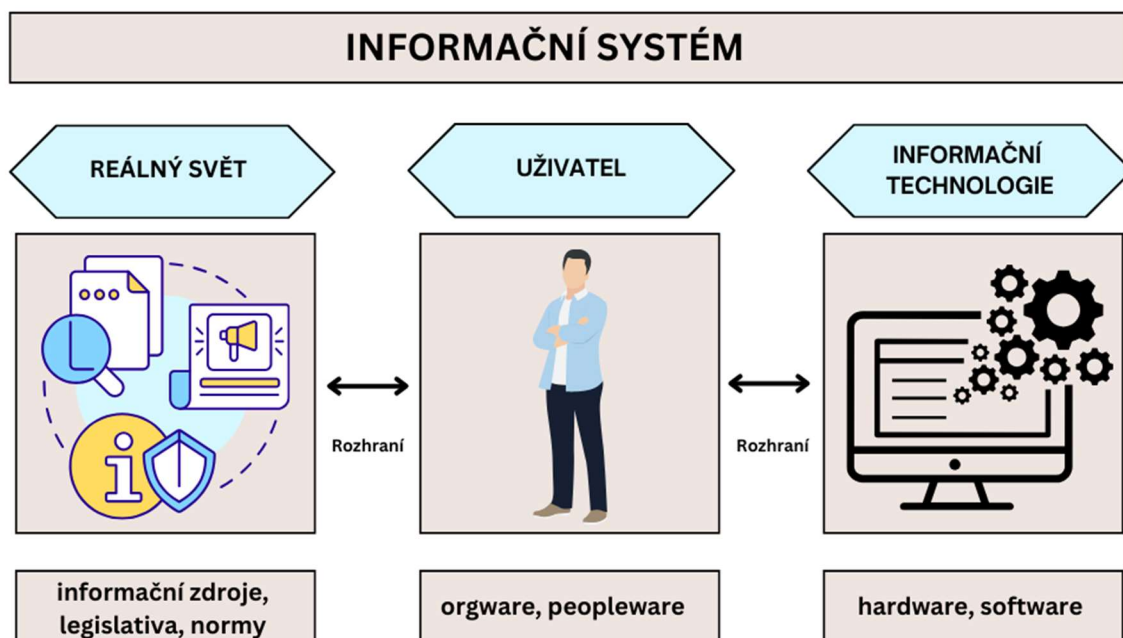 INFORMAČNÍ SYSTÉM
REÁLNÝ SVĚT
UŽIVATEL
INFORMAČNÍ
TECHNOLOGIE
Rozhraní
Rozhraní
informační zdroje,
legislativa, normy
orgware, peopleware
hardware, software